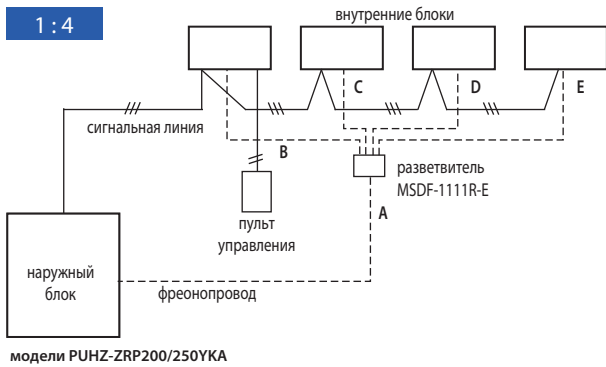 1 : 4
внутренние блоки
C
D
E
сигнальная линия
B
разветвитель
MSDF-1111R-E
A
пульт
управления
наружный
блок
фреонопровод
модели PUHZ-ZRP200/250YKA